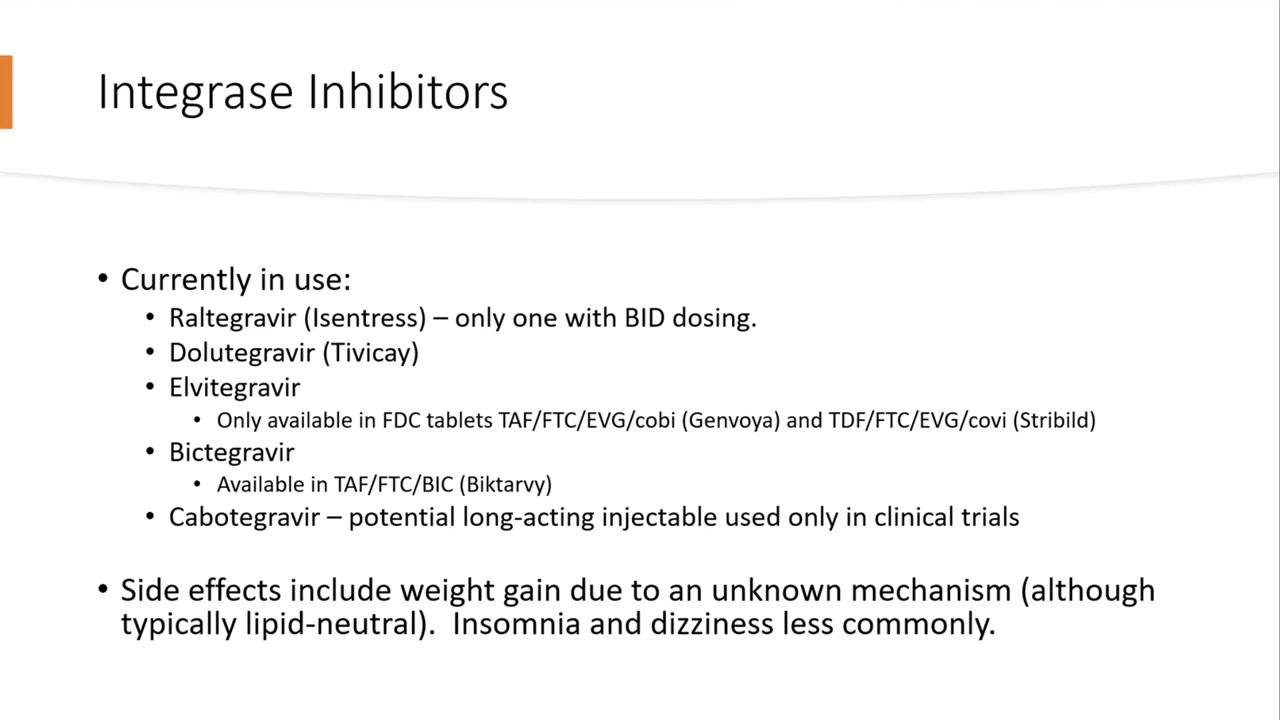 Integrase Inhibitors
• Currently in use:
• Raltegravir (Isentress) – only one with BID dosing.
• Dolutegravir (Tivicay)
• Elvitegravir
• Only available in FDC tablets TAF/FTC/EVG/cobi (Genvoya) and TDF/FTC/EVG/covi (Stribild)
• Bictegravir
• Available in TAF/FTC/BIC (Biktarvy)
• Cabotegravir – potential long-acting injectable used only in clinical trials
• Side effects include weight gain due to an unknown mechanism (although
typically lipid-neutral).  Insomnia and dizziness less commonly.